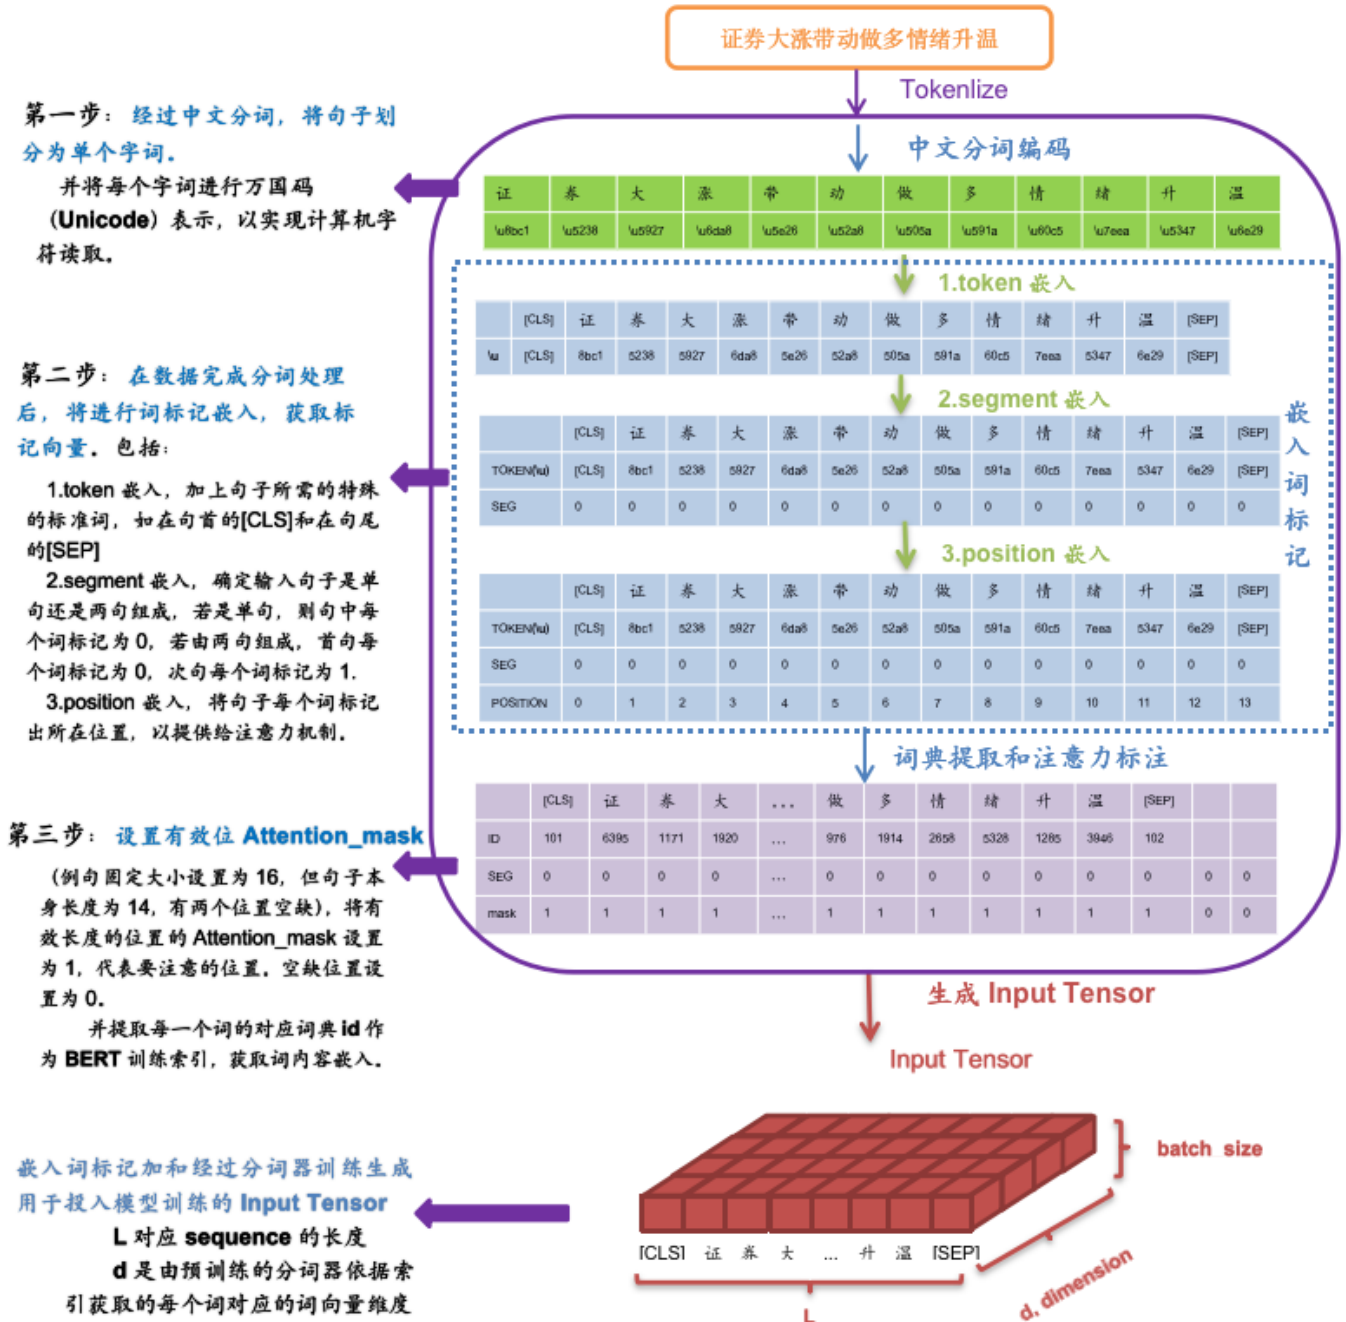 证券大涨带动做多情绪升温
Tokenlize
第一步：经过中文分词，将句子划
分为单个字词.
并将每个字词进行万国码
（Unicode）表示，以实现计算机字
符读取.
中文分词编码
证 券 大 涨 带 动 做 多 情 绪 升 温
\u8bc1 \u5238 \u5927 \u6da8 \u5e26 \u52a8 \u505a \u591a \u60c5 \u7eea \u5347 \u6e29
1.token 嵌入
[CLS] 证 券 大 涨 带 动 做 多 情 绪 升 温 [SEP]
\u [CLS] 8bc1 5238 5927 6da8 5e26 52a8 505a 591a 60c5 7eea 5347 6e29 [SEP]
第二步：在数据完成分词处理
后，将进行词标记嵌入，获取标
记向量. 包括：
1.token 嵌入，加上句子所需的特殊
的标准词，如在句首的[CLS]和在句尾
的[SEP]
2.segment 嵌入，确定输入句子是单
句还是两句组成，若是单句，则句中每
个词标记为 0，若由两句组成，首句每
个词标记为 0，次句每个词标记为 1.
3.position 嵌入，将句子每个词标记
出所在位置，以提供给注意力机制.
2.segment 嵌入
[CLS] 证 券 大 涨 带 动 做 多 情 绪 升 温 [SEP]
TOKEN(\u) [CLS] 8bc1 5238 5927 6da8 5e26 52a8 505a 591a 60c5 7eea 5347 6e29 [SEP]
SEG 0 0 0 0 0 0 0 0 0 0 0 0 0 0
3.position 嵌入
[CLS] 证 券 大 涨 带 动 做 多 情 绪 升 温 [SEP]
TOKEN(\u) [CLS] 8bc1 5238 5927 6da8 5e26 52a8 505a 591a 60c5 7eea 5347 6e29 [SEP]
SEG 0 0 0 0 0 0 0 0 0 0 0 0 0 0
POSITION 0 1 2 3 4 5 6 7 8 9 10 11 12 13
嵌入词标记
词典提取和注意力标注
[CLS] 证 券 大 ... 做 多 情 绪 升 温 [SEP]
ID 101 6395 1171 1920 ... 976 1914 2658 5328 1285 3946 102
SEG 0 0 0 0 ... 0 0 0 0 0 0 0 0 0
mask 1 1 1 1 ... 1 1 1 1 1 1 1 0 0
第三步：设置有效位 Attention_mask
（例句固定大小设置为 16，但句子本
身长度为 14，有两个位置空缺），将有
效长度的位置的 Attention_mask 设置
为 1，代表要注意的位置. 空缺位置设
置为 0.
并提取每一个词的对应词典 id 作
为 BERT 训练索引，获取词内容嵌入.
生成 Input Tensor
Input Tensor
嵌入词标记加和经过分词器训练生成
用于投入模型训练的 Input Tensor
L 对应 sequence 的长度
d 是由预训练的分词器依据索
引获取的每个词对应的词向量维度
batch size
[CLS] 证 券 大 ... 升 温 [SEP]
d, dimension
L